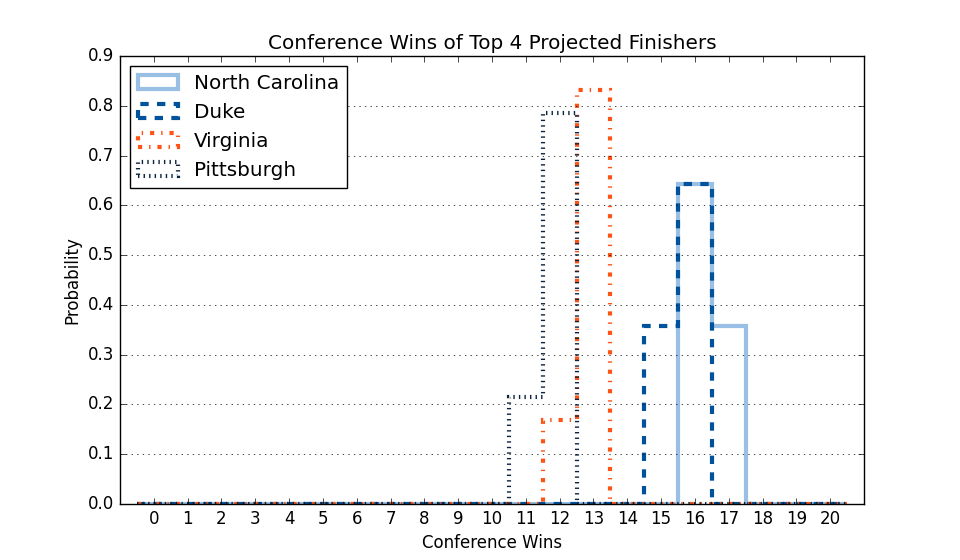 Conference Wins of Top 4 Projected Finishers
North Carolina
Duke
Virginia
Pittsburgh
Probability
0.9
0.8
0.7
0.6
0.5
0.4
0.3
0.2
0.1
0.0
0 1 2 3 4 5 6 7 8 9 10 11 12 13 14 15 16 17 18 19 20
Conference Wins